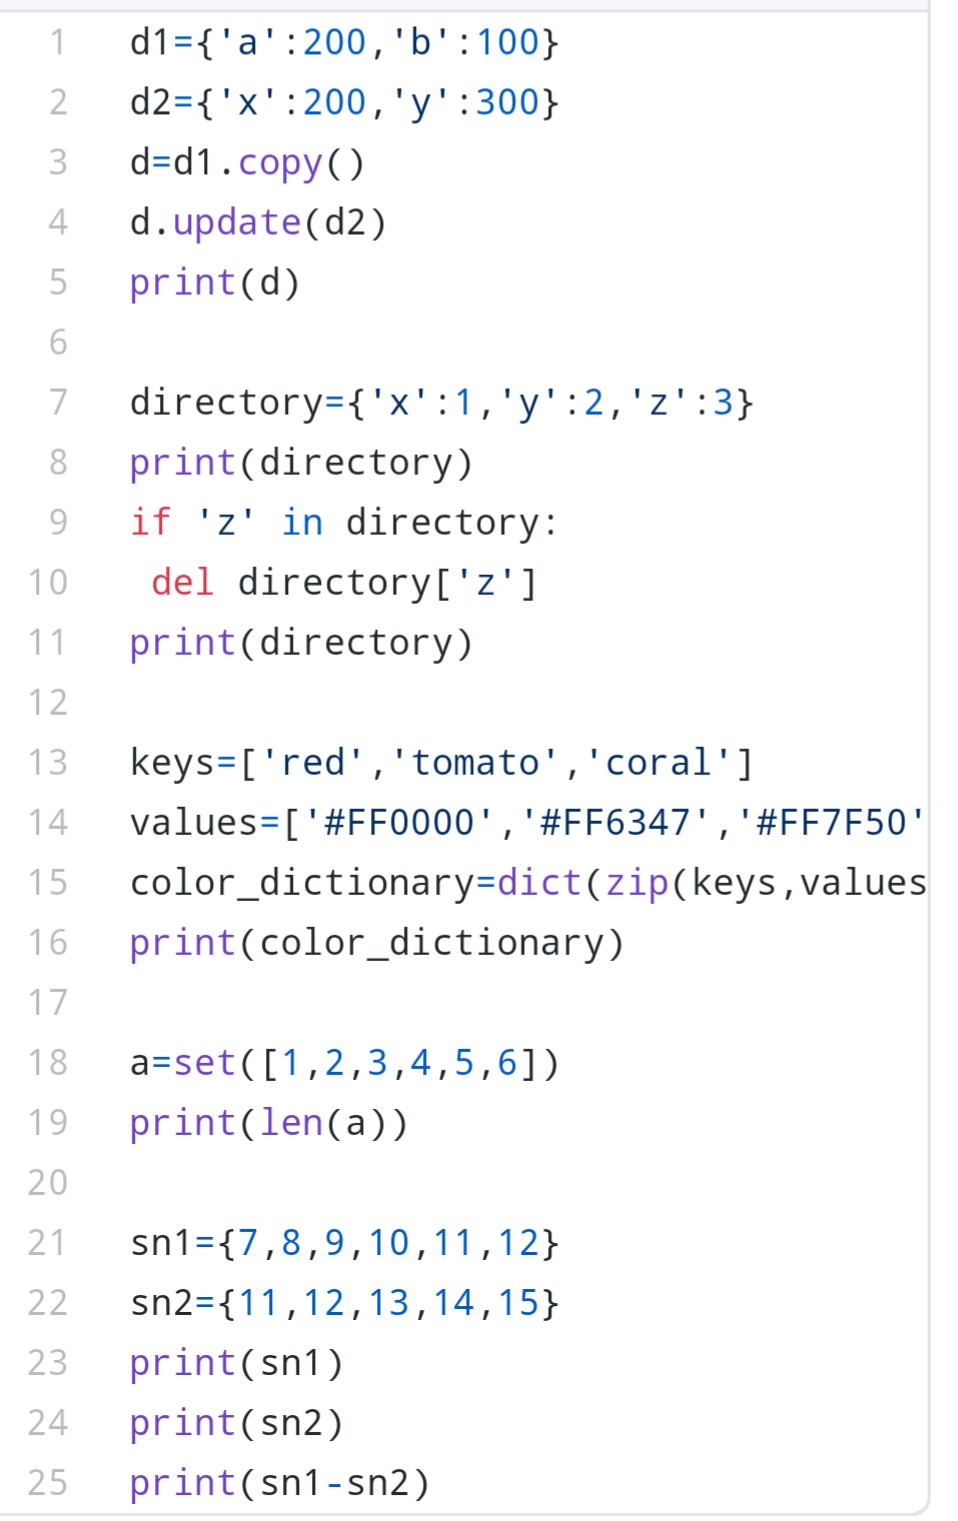 1 d1={'a':200,'b':100}
2 d2={'x':200,'y':300}
3 d=d1.copy()
4 d.update(d2)
5 print(d)
6
7 directory={'x':1,'y':2,'z':3}
8 print(directory)
9 if 'z' in directory:
10  del directory['z']
11 print(directory)
12
13 keys=['red','tomato','coral']
14 values=['#FF0000','#FF6347','#FF7F50'
15 color_dictionary=dict(zip(keys,values
16 print(color_dictionary)
17
18 a=set([1,2,3,4,5,6])
19 print(len(a))
20
21 sn1={7,8,9,10,11,12}
22 sn2={11,12,13,14,15}
23 print(sn1)
24 print(sn2)
25 print(sn1-sn2)